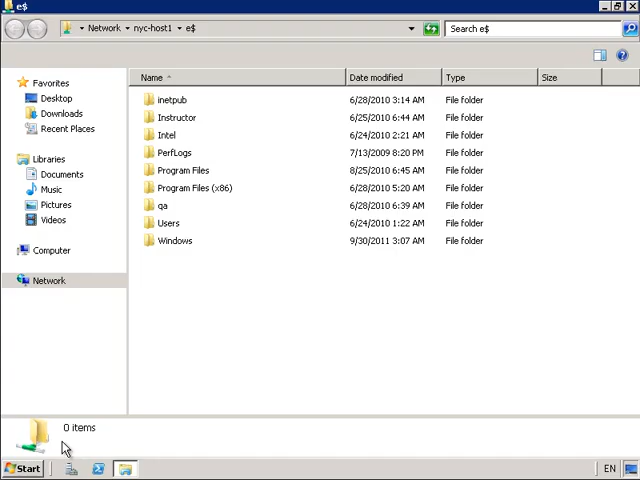 e$
Network nyc-host1 e$
Search e$
Name Date modified Type Size
Favorites
Desktop
Downloads
Recent Places
Libraries
Documents
Music
Pictures
Videos
Computer
Network
inetpub 6/28/2010 3:14 AM File folder
Instructor 6/25/2010 6:44 AM File folder
Intel 6/24/2010 2:21 AM File folder
PerfLogs 7/13/2009 8:20 PM File folder
Program Files 8/25/2010 6:45 AM File folder
Program Files (x86) 6/28/2010 5:20 AM File folder
qa 6/28/2010 6:39 AM File folder
Users 6/24/2010 1:22 AM File folder
Windows 9/30/2011 3:07 AM File folder
0 items
Start
EN